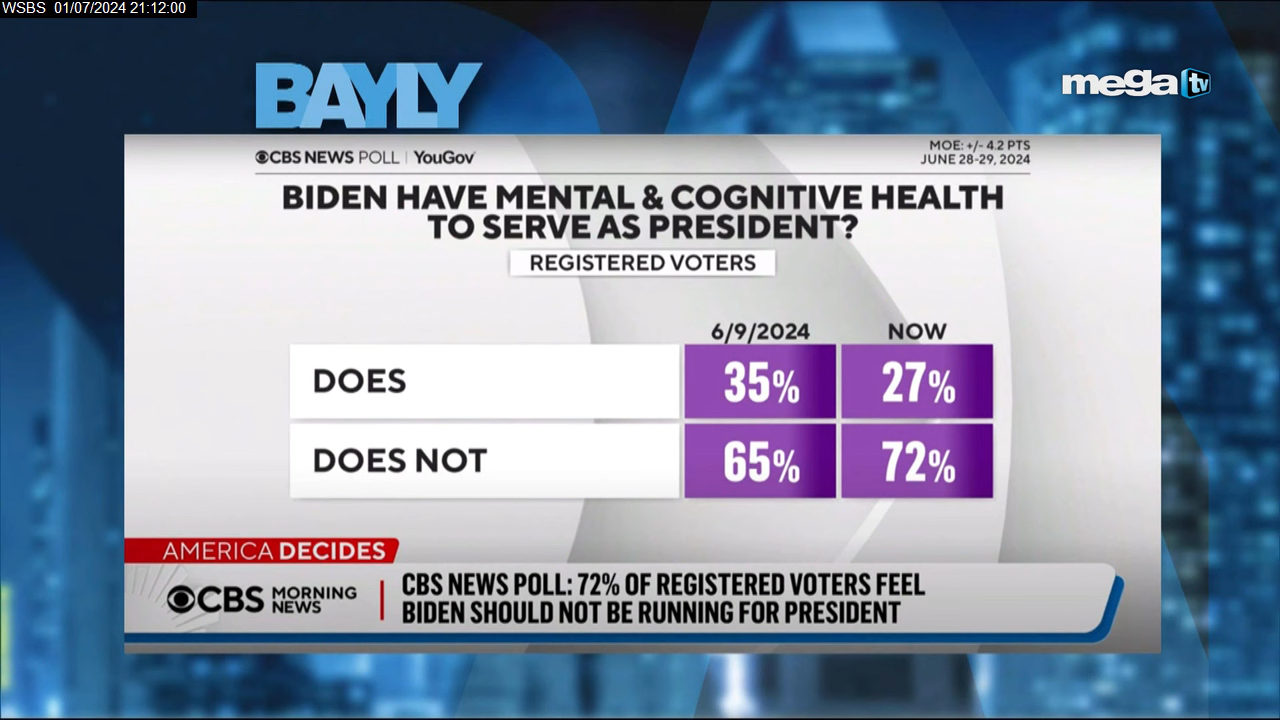 WSBS 01/07/2024 21:12:00
BAYLY
mega tv
CBS NEWS POLL | YouGov
MOE: +/- 4.2 PTS
JUNE 28-29, 2024
BIDEN HAVE MENTAL & COGNITIVE HEALTH
TO SERVE AS PRESIDENT?
REGISTERED VOTERS
6/9/2024 NOW
DOES 35% 27%
DOES NOT 65% 72%
AMERICA DECIDES
CBS MORNING NEWS
CBS NEWS POLL: 72% OF REGISTERED VOTERS FEEL
BIDEN SHOULD NOT BE RUNNING FOR PRESIDENT